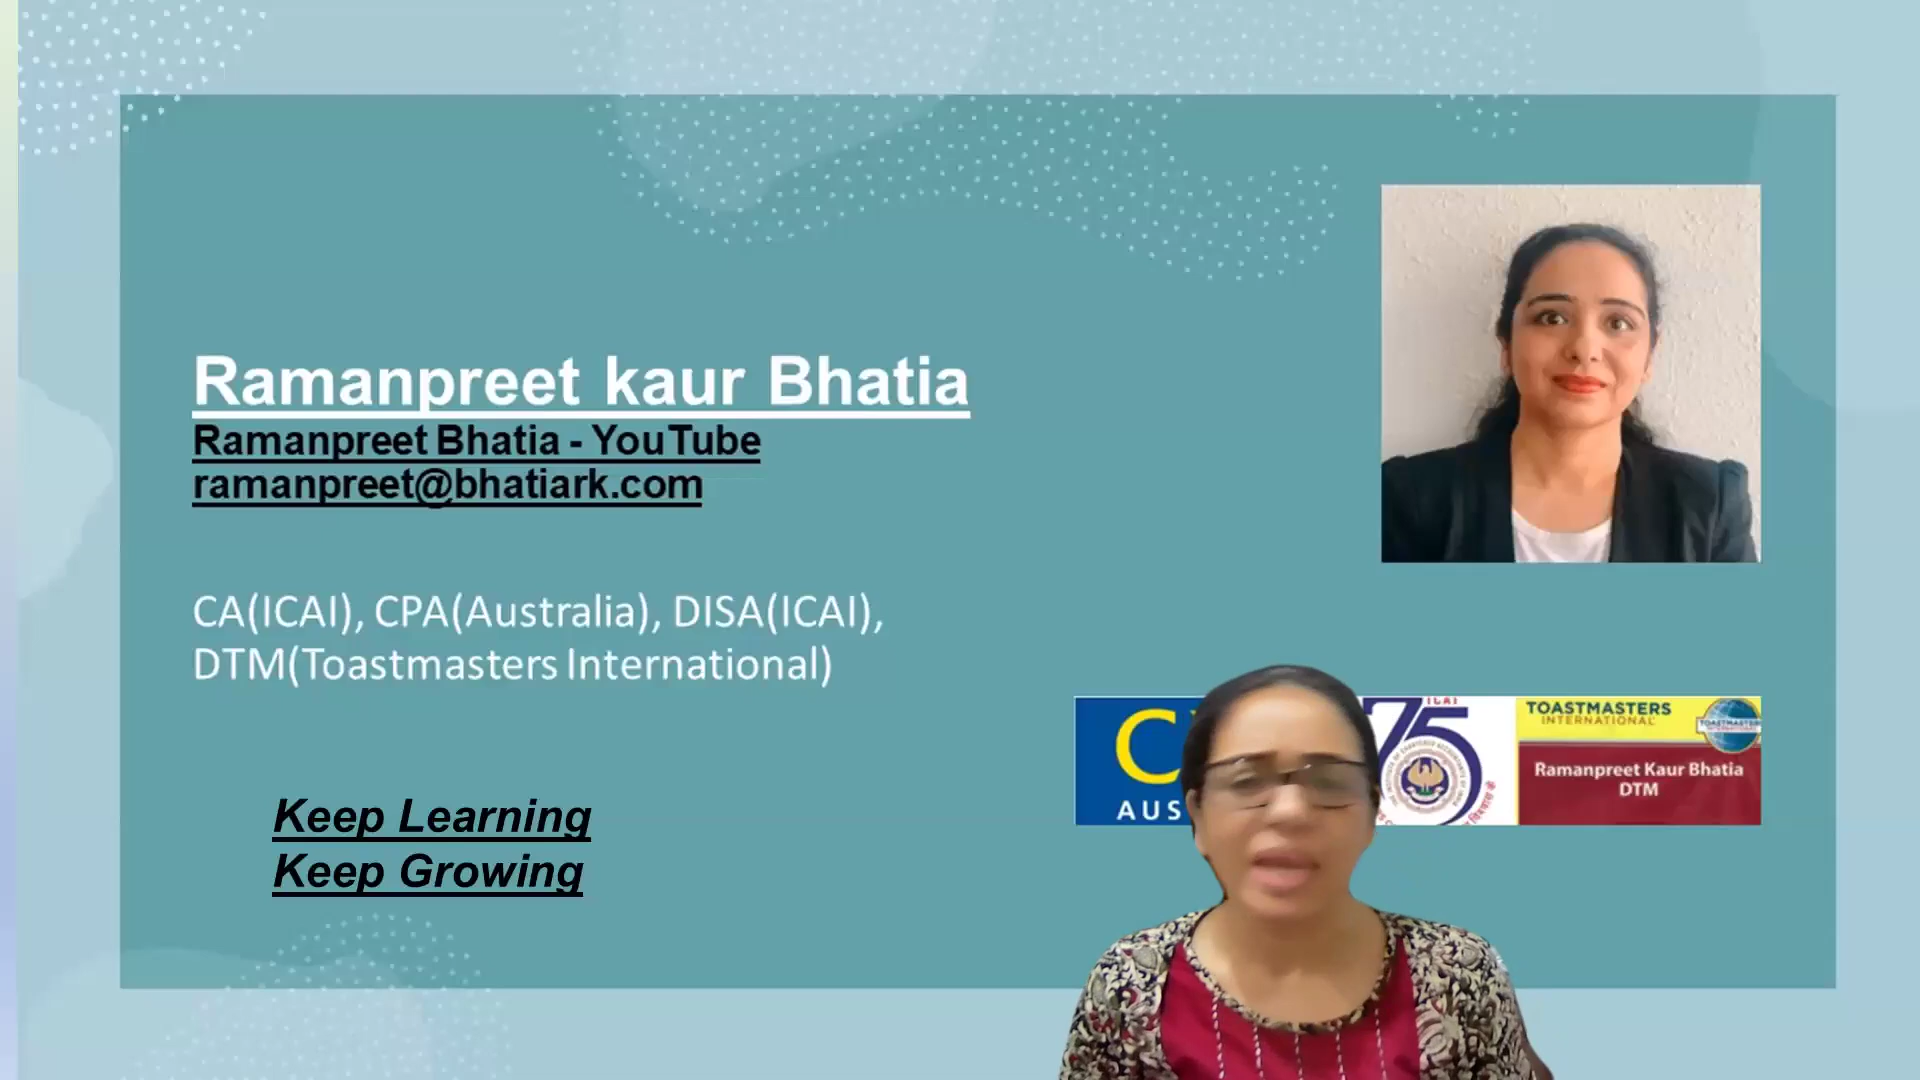 Ramanpreet kaur Bhatia
Ramanpreet Bhatia - YouTube
ramanpreet@bhatiark.com
CA(ICAI), CPA(Australia), DISA(ICAI),
DTM(Toastmasters International)
Keep Learning
Keep Growing
AUS
ICAI
75
TOASTMASTERS
INTERNATIONAL
Ramanpreet Kaur Bhatia
DTM